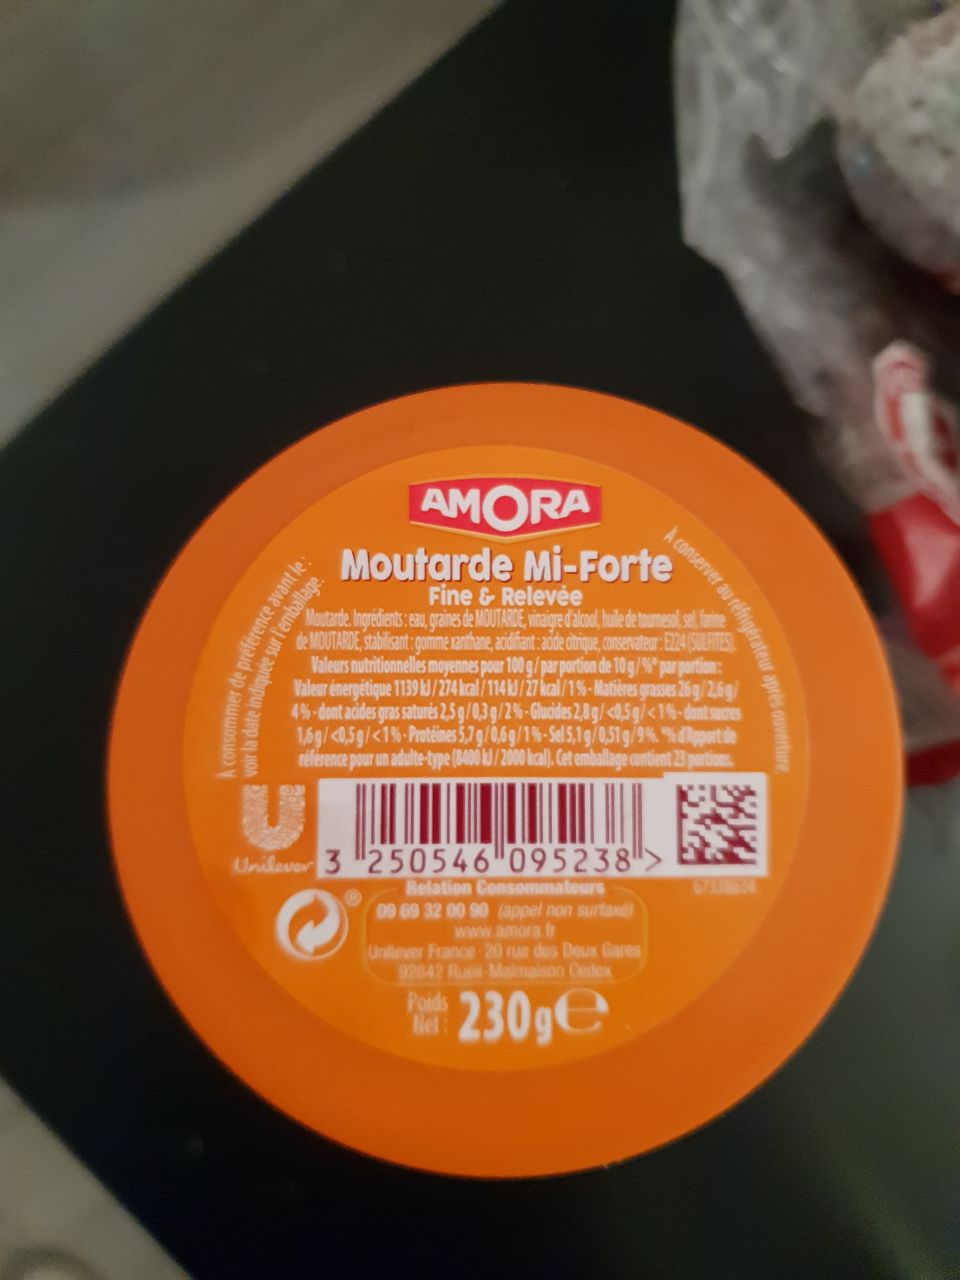 AMORA
Moutarde Mi-Forte
Fine & Relevée
Moutarde. Ingrédients : eau, graines de MOUTARDE, vinaigre d'alcool, huile de tournesol, sel, farine
de MOUTARDE, stabilisant : gomme xanthane, acidifiant : acide citrique, conservateur : E224 (SULFITES).
Valeurs nutritionnelles moyennes pour 100 g / par portion de 10 g / %* par portion :
Valeur énergétique 1139 kJ / 274 kcal / 114 kJ / 27 kcal / 1% - Matières grasses 26 g / 2,6 g /
4% - dont acides gras saturés 2,5 g / 0,3 g / 2% - Glucides 2,8 g / <0,5 g / <1% - dont sucres
1,6 g / <0,5 g / <1% - Protéines 5,7 g / 0,6 g / 1% - Sel 5,1 g / 0,51 g / 9%. *% d'Apport de
référence pour un adulte-type (8400 kJ / 2000 kcal). Cet emballage contient 23 portions.
À consommer de préférence avant le :
voir la date indiquée sur l'emballage.
À conserver au réfrigérateur après ouverture.
Unilever
3 250546 095238 >
67338634
Relation Consommateurs
09 69 32 00 90 (appel non surtaxé)
www.amora.fr
Unilever France - 20 rue des Deux Gares
92842 Rueil-Malmaison Cedex
®
Poids
Net : 230 g e